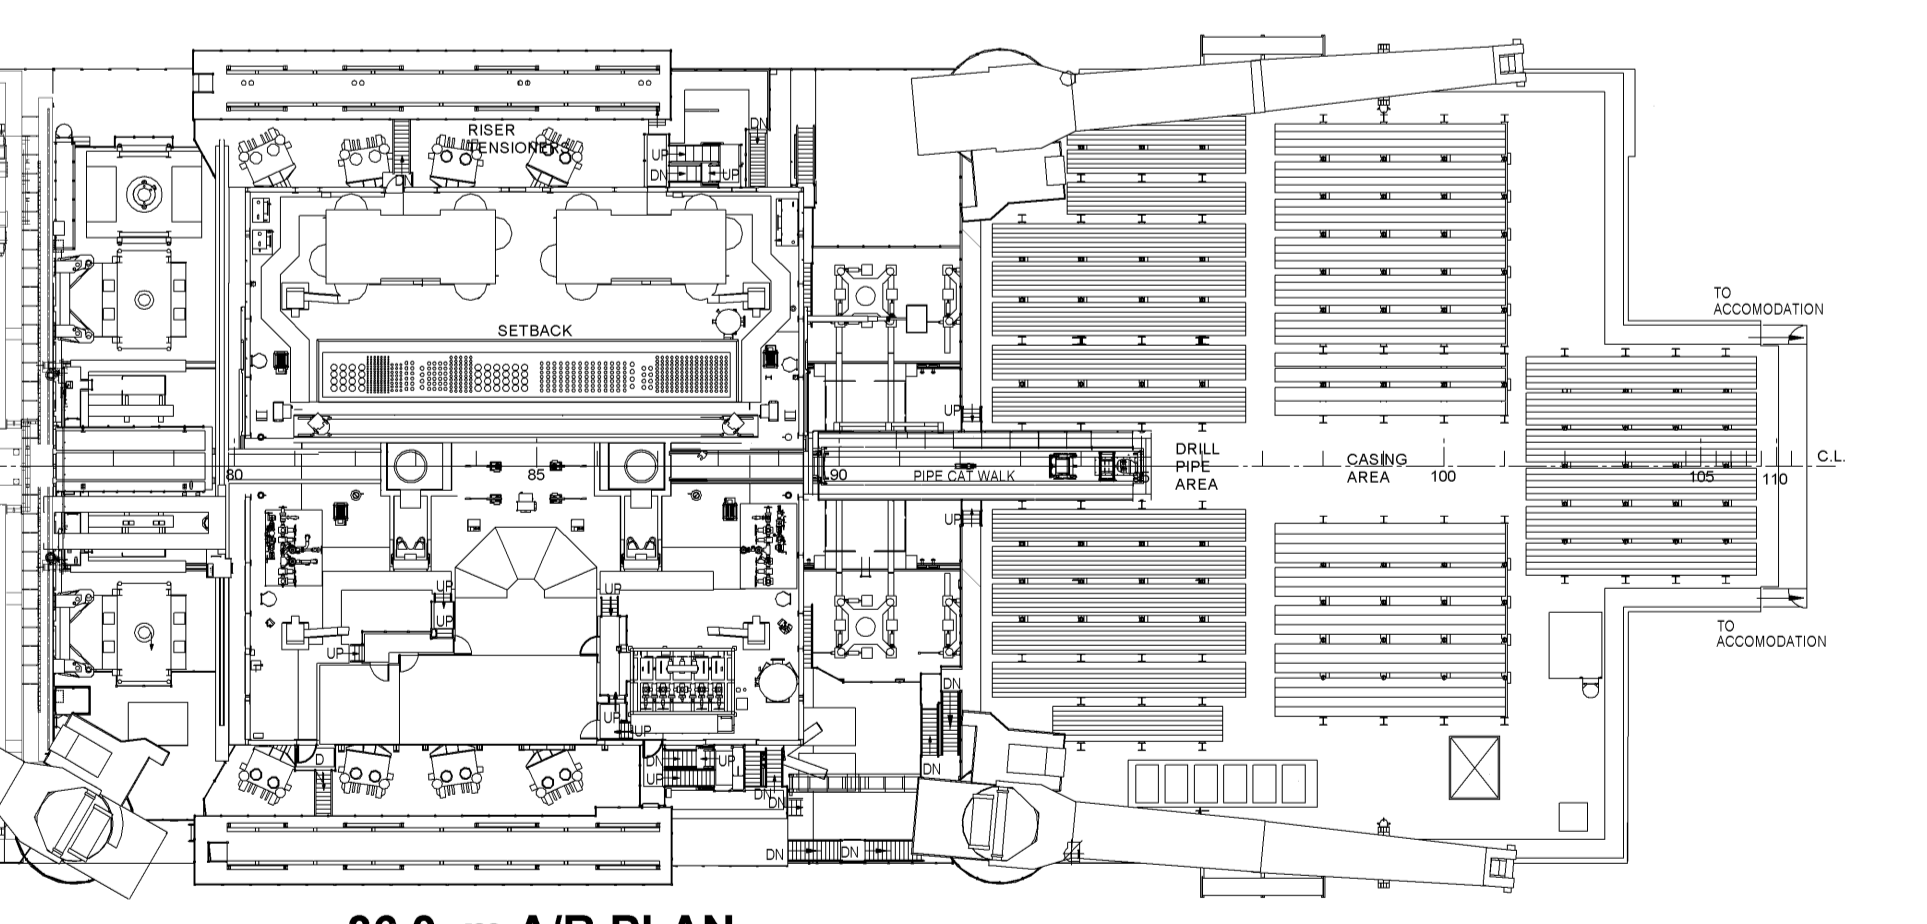 DN
RISER
TENSIONERS
UP
DN
UP
DN
TO
ACCOMODATION
SETBACK
UP
DRILL
PIPE
AREA
CASING
AREA
80
85
90
PIPE CAT WALK
100
105
110
C.L.
UP
UP
UP
UP
UP
TO
ACCOMODATION
DN
UP
UP
DN
D
DN
UP
UP
DN
DN
DN
DN